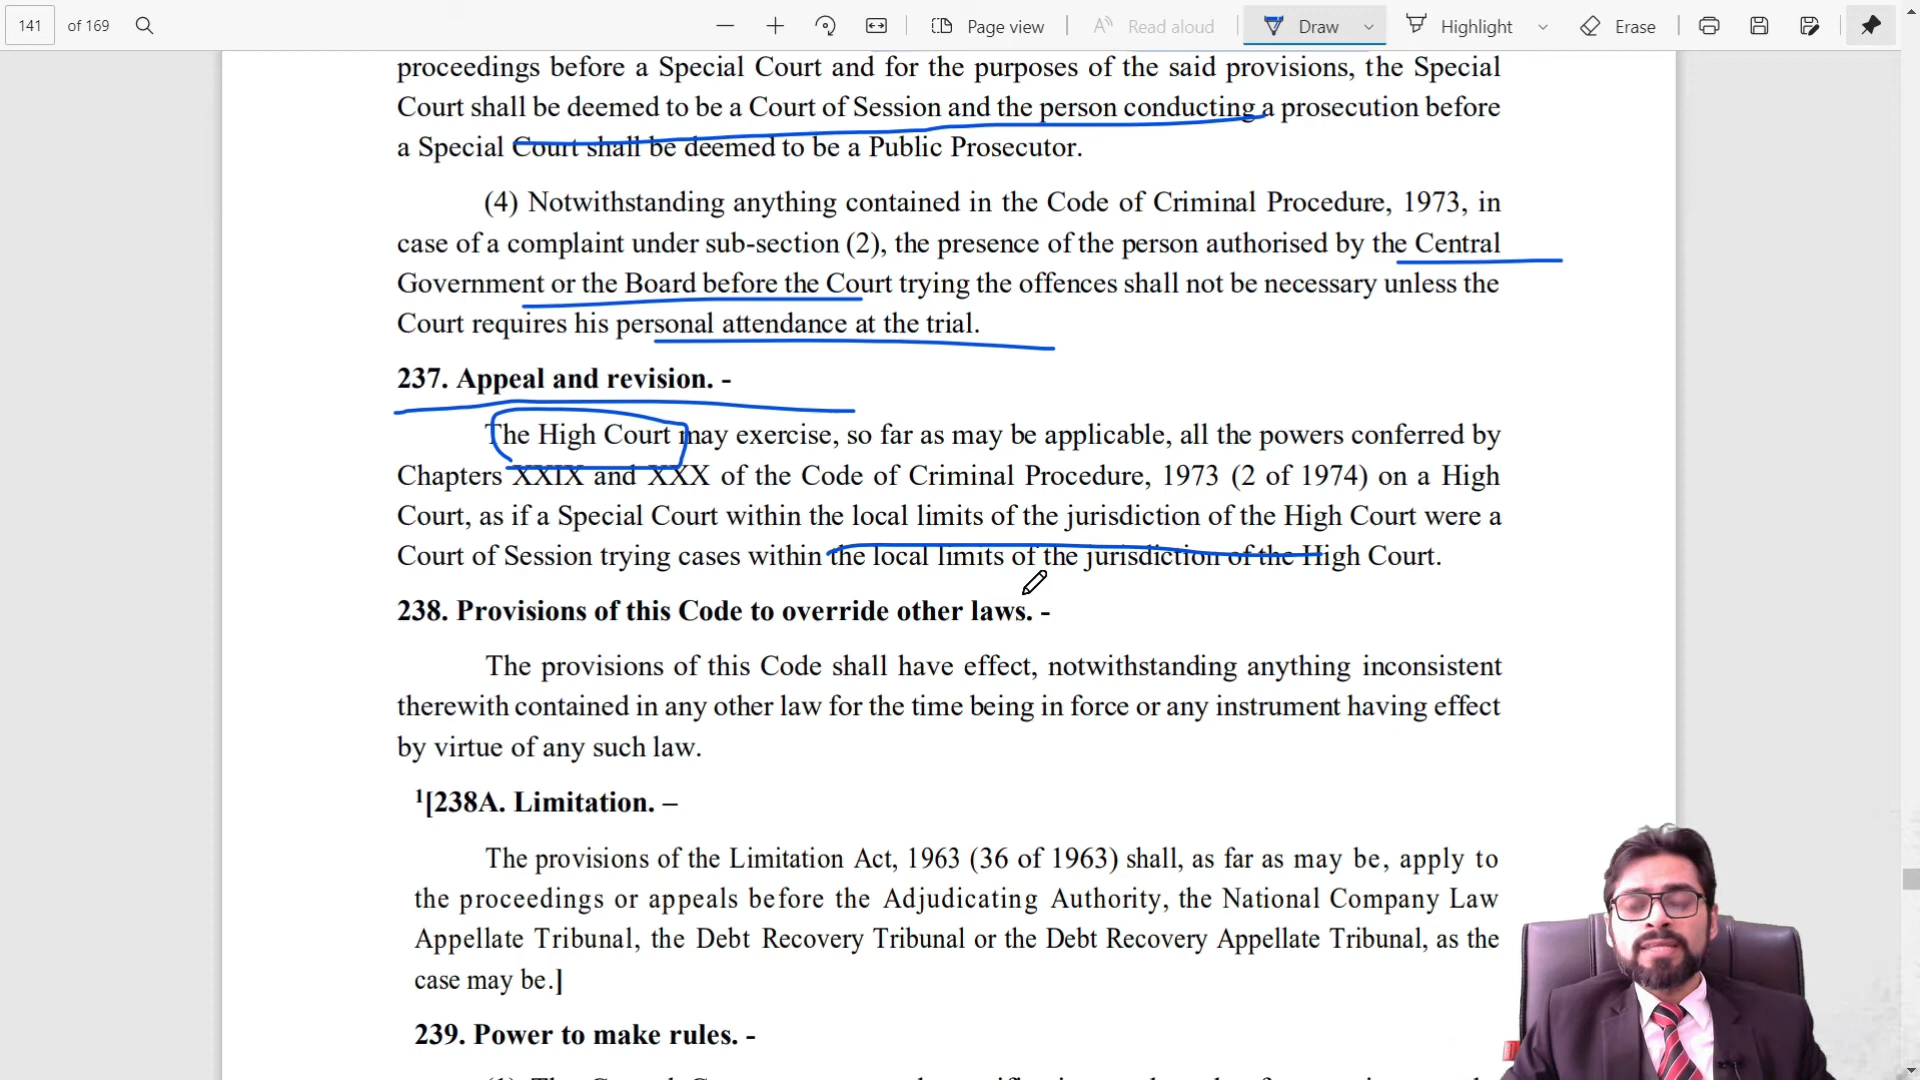 141 of 169 Page view Read aloud Draw Highlight Erase
proceedings before a Special Court and for the purposes of the said provisions, the Special
Court shall be deemed to be a Court of Session and the person conducting a prosecution before
a Special Court shall be deemed to be a Public Prosecutor.
(4) Notwithstanding anything contained in the Code of Criminal Procedure, 1973, in
case of a complaint under sub-section (2), the presence of the person authorised by the Central
Government or the Board before the Court trying the offences shall not be necessary unless the
Court requires his personal attendance at the trial.
237. Appeal and revision. -
The High Court may exercise, so far as may be applicable, all the powers conferred by
Chapters XXIX and XXX of the Code of Criminal Procedure, 1973 (2 of 1974) on a High
Court, as if a Special Court within the local limits of the jurisdiction of the High Court were a
Court of Session trying cases within the local limits of the jurisdiction of the High Court.
238. Provisions of this Code to override other laws. -
The provisions of this Code shall have effect, notwithstanding anything inconsistent
therewith contained in any other law for the time being in force or any instrument having effect
by virtue of any such law.
¹[238A. Limitation. –
The provisions of the Limitation Act, 1963 (36 of 1963) shall, as far as may be, apply to
the proceedings or appeals before the Adjudicating Authority, the National Company Law
Appellate Tribunal, the Debt Recovery Tribunal or the Debt Recovery Appellate Tribunal, as the
case may be.]
239. Power to make rules. -